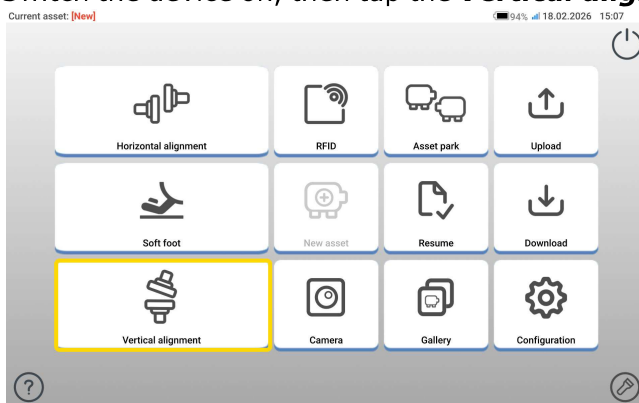 Switch the device on, then tap the Vertical
Current asset: [New]
94% 18.02.2026 15:07
Horizontal alignment
RFID
Asset park
Upload
Soft foot
New asset
Resume
Download
Vertical alignment
Camera
Gallery
Configuration
?